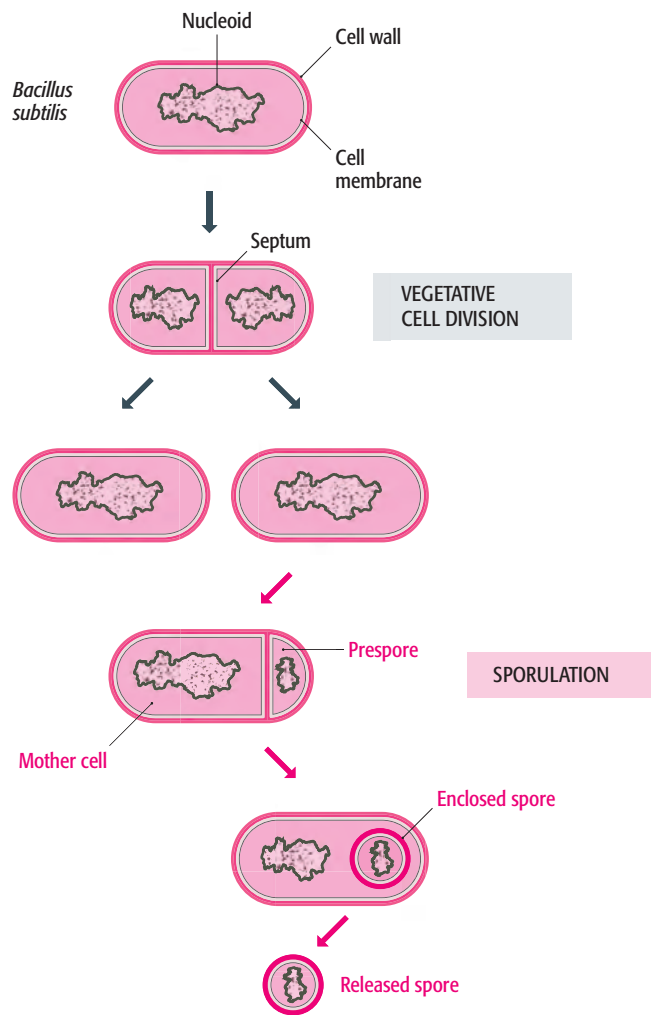 Nucleoid
Cell wall
Bacillus
subtilis
Cell
membrane
Septum
VEGETATIVE
CELL DIVISION
Prespore
SPORULATION
Mother cell
Enclosed spore
Released spore